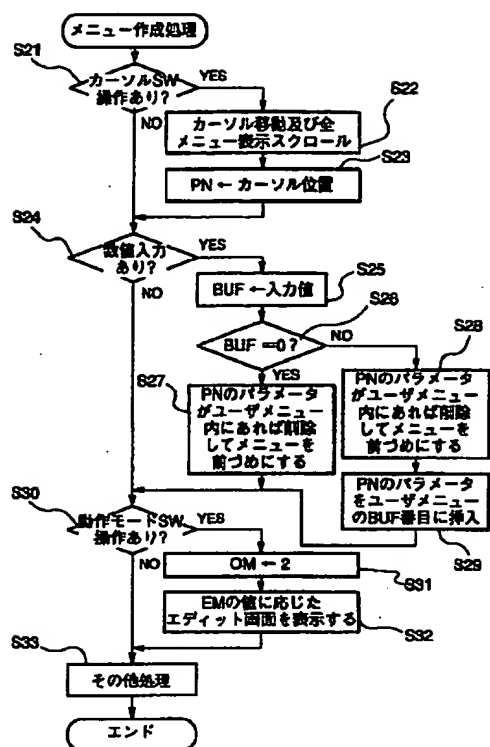 メニュー作成処理
S21
カーソルSW
操作あり?
YES
NO
S22
カーソル移動及び全
メニュー表示スクロール
S23
PN ← カーソル位置
S24
数値入力
あり?
YES
NO
S25
BUF ← 入力値
S26
BUF =0?
NO
YES
S27
PNのパラメータ
がユーザメニュー
内にあれば削除
してメニューを
前づめにする
S28
PNのパラメータ
がユーザメニュー
内にあれば削除
してメニューを
前づめにする
PNのパラメータ
をユーザメニュー
のBUF番目に挿入
S29
S30
動作モードSW
操作あり?
YES
NO
OM ← 2
S31
EMの値に応じた
エディット画面を表示する
S32
S33
その他処理
エンド